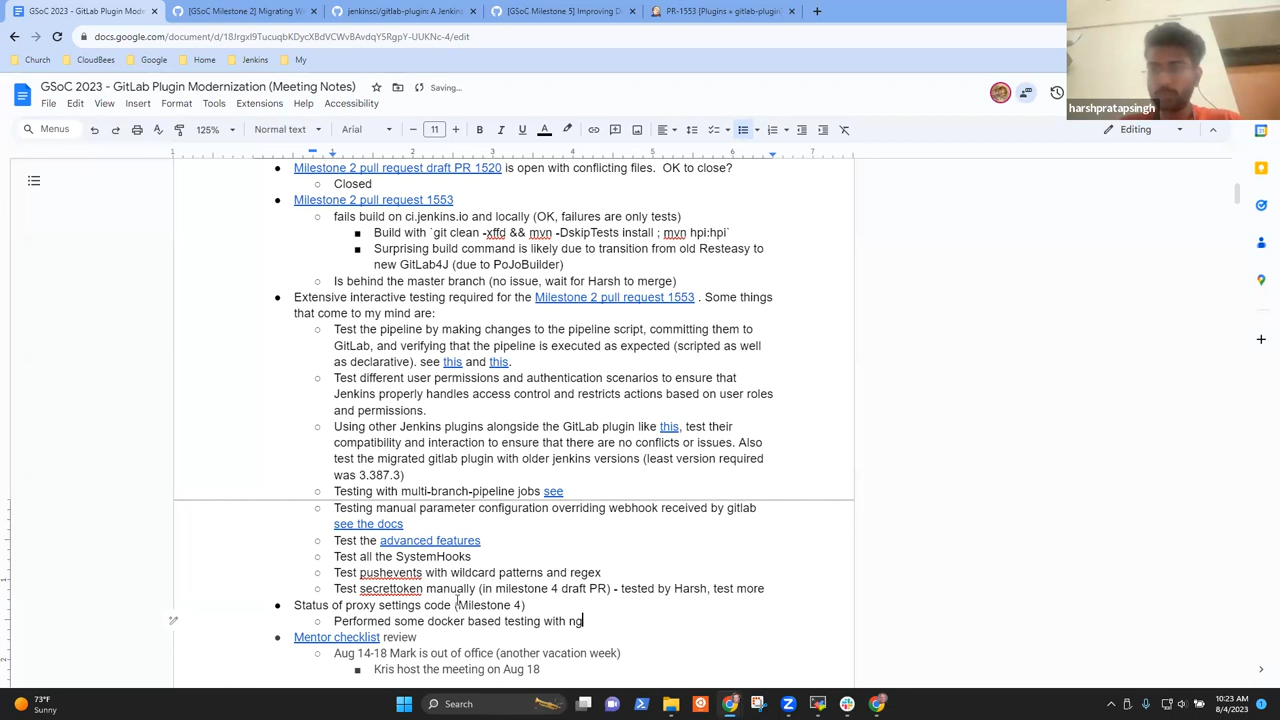 GSoC 2023 - GitLab Plugin Mode
[GSoC Milestone 2] Migrating W
jenkinsci/gitlab-plugin: A Jenkins
[GSoC Milestone 5] Improving D
PR-1553 [Plugins » gitlab-plugin]
docs.google.com/document/d/
Church CloudBees Google Home Jenkins My
GSoC 2023 - GitLab Plugin Modernization (Meeting Notes) Saving...
File Edit View Insert Format Tools Extensions Help Accessibility
harshpratapsingh
Menus 125% Normal text Arial 11 Editing
1 1 2 3 4 5 6 7
Milestone 2 pull request draft PR 1520 is open with conflicting files. OK to close?
Closed
Milestone 2 pull request 1553
fails build on ci.jenkins.io and locally (OK, failures are only tests)
Build with `git clean -xffd && mvn -DskipTests install ; mvn hpi:hpi`
Surprising build command is likely due to transition from old Resteasy to
new GitLab4J (due to PoJoBuilder)
Is behind the master branch (no issue, wait for Harsh to merge)
Extensive interactive testing required for the Milestone 2 pull request 1553 . Some things
that come to my mind are:
Test the pipeline by making changes to the pipeline script, committing them to
GitLab, and verifying that the pipeline is executed as expected (scripted as well
as declarative). see this and this.
Test different user permissions and authentication scenarios to ensure that
Jenkins properly handles access control and restricts actions based on user roles
and permissions.
Using other Jenkins plugins alongside the GitLab plugin like this, test their
compatibility and interaction to ensure that there are no conflicts or issues. Also
test the migrated gitlab plugin with older jenkins versions (least version required
was 3.387.3)
Testing with multi-branch-pipeline jobs see
Testing manual parameter configuration overriding webhook received by gitlab
see the docs
Test the advanced features
Test all the SystemHooks
Test pushevents with wildcard patterns and regex
Test secrettoken manually (in milestone 4 draft PR) - tested by Harsh, test more
Status of proxy settings code (Milestone 4)
Performed some docker based testing with ng
Mentor checklist review
Aug 14-18 Mark is out of office (another vacation week)
Kris host the meeting on Aug 18
73°F
Sunny
Search
10:23 AM
8/4/2023